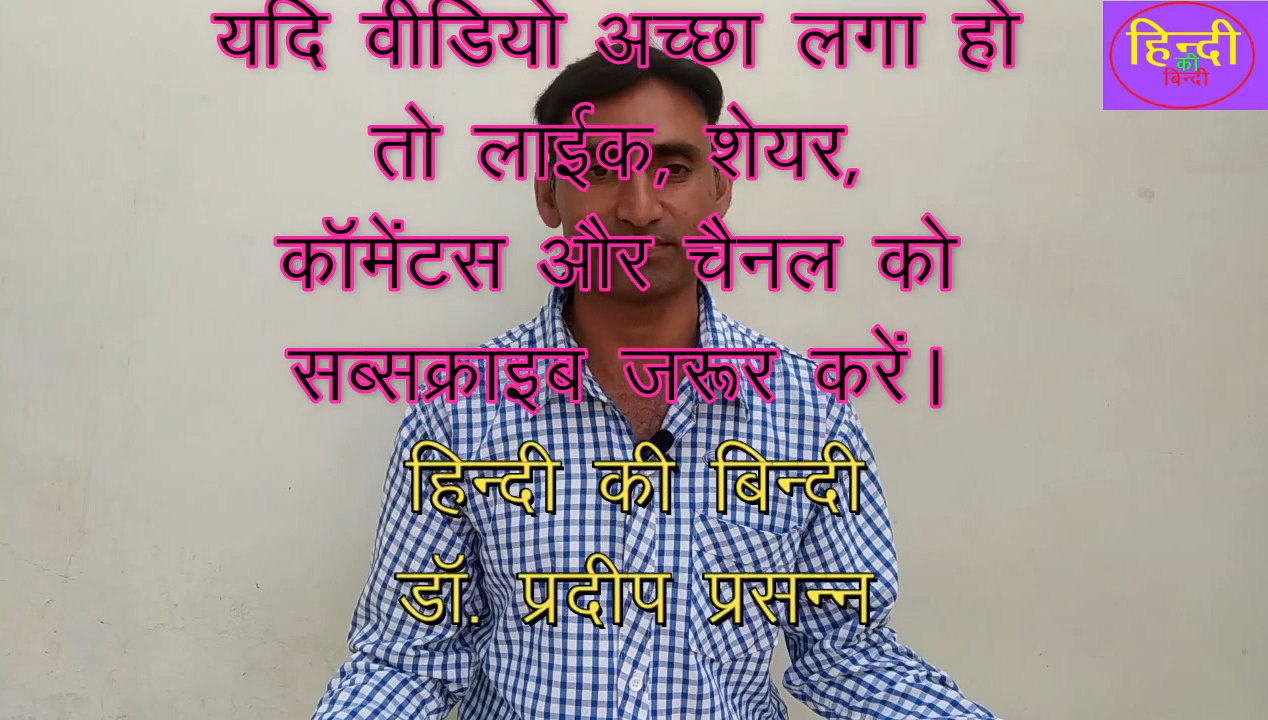 यदि वीडियो अच्छा लगा हो
तो लाईक, शेयर,
कॉमेंटस और चैनल को
सब्सक्राइब जरूर करें।
हिन्दी की बिन्दी
डॉ. प्रदीप प्रसन्न
हिन्दी
की
बिन्दी